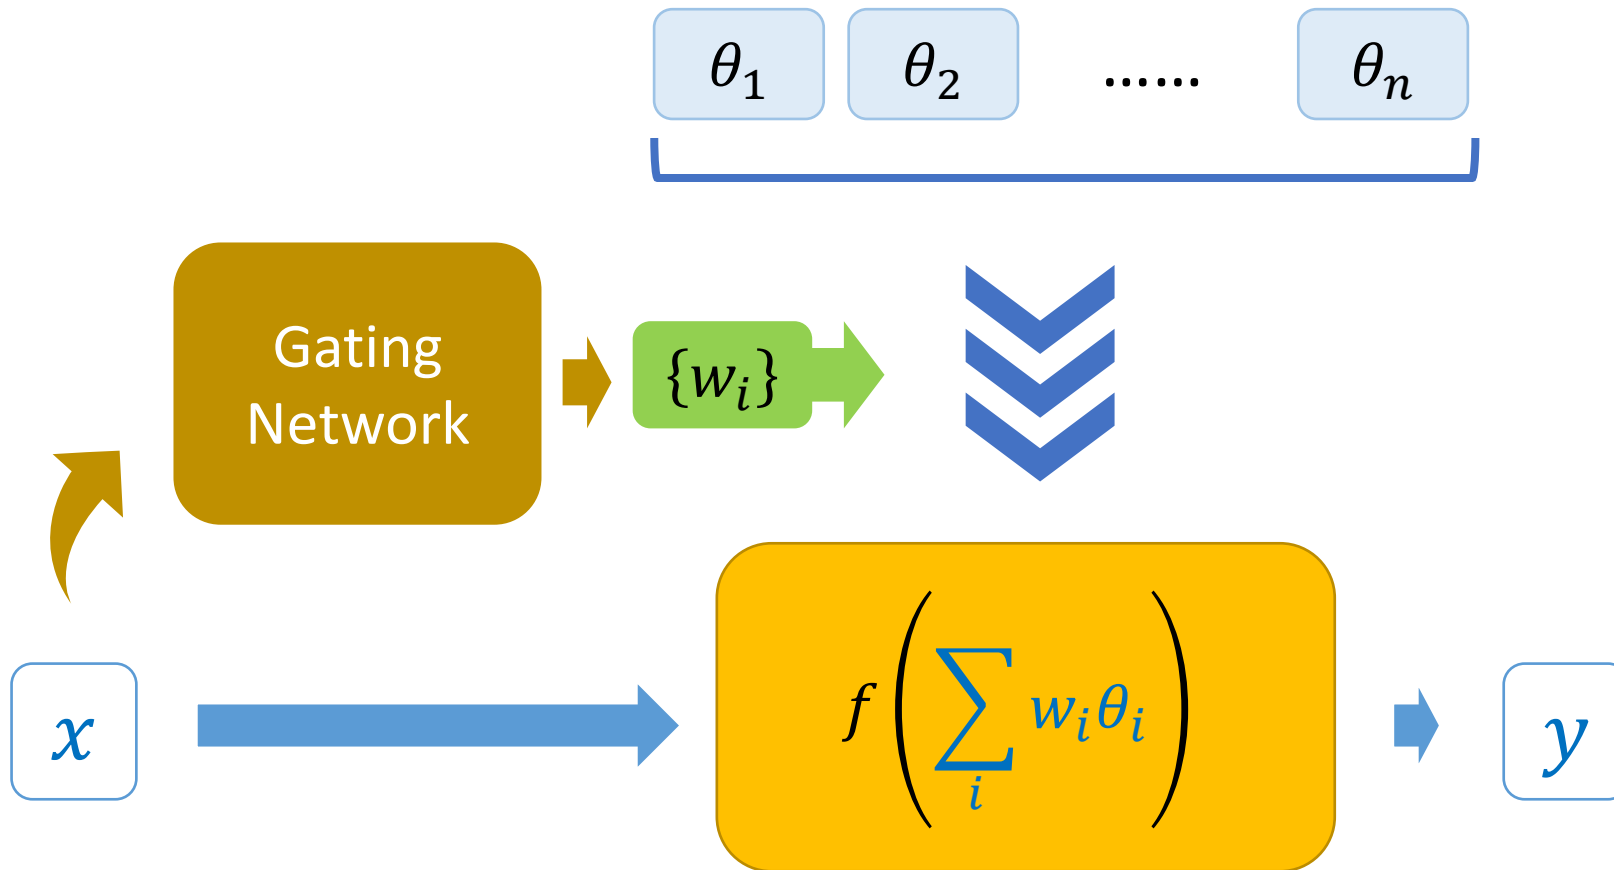 θ₁ θ₂ …… θₙ
Gating
Network
{wᵢ}
x
f(∑ᵢ wᵢθᵢ)
y